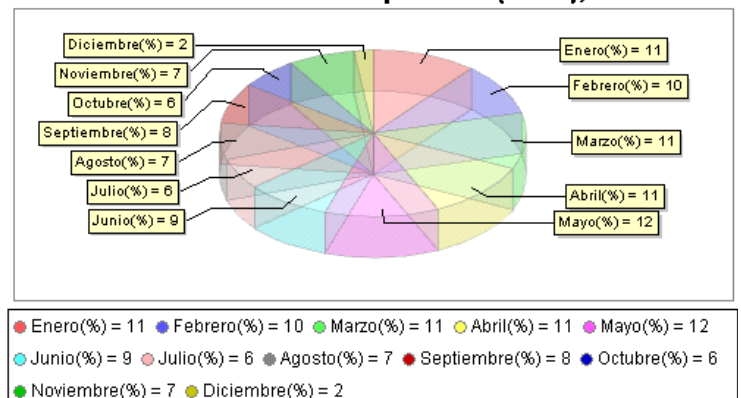 Diciembre(%) = 2
Noviembre(%) = 7
Octubre(%) = 6
Septiembre(%) = 8
Agosto(%) = 7
Julio(%) = 6
Junio(%) = 9
Enero(%) = 11
Febrero(%) = 10
Marzo(%) = 11
Abril(%) = 11
Mayo(%) = 12
Enero(%) = 11 Febrero(%) = 10 Marzo(%) = 11 Abril(%) = 11 Mayo(%) = 12
Junio(%) = 9 Julio(%) = 6 Agosto(%) = 7 Septiembre(%) = 8 Octubre(%) = 6
Noviembre(%) = 7 Diciembre(%) = 2